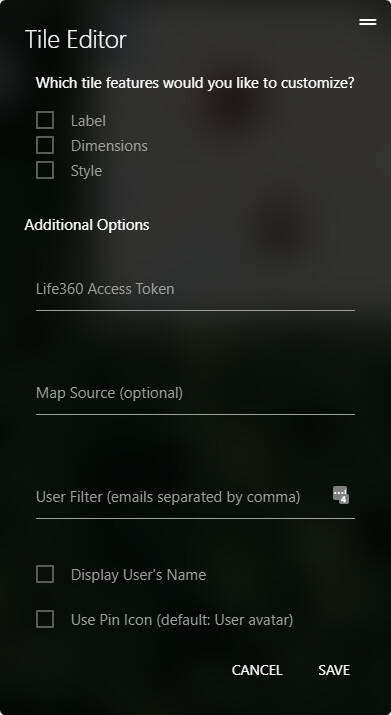 Tile Editor
Which tile features would you like to customize?
Label
Dimensions
Style
Additional Options
Life360 Access Token
Map Source (optional)
User Filter (emails separated by comma)
4
Display User's Name
Use Pin Icon (default: User avatar)
CANCEL SAVE